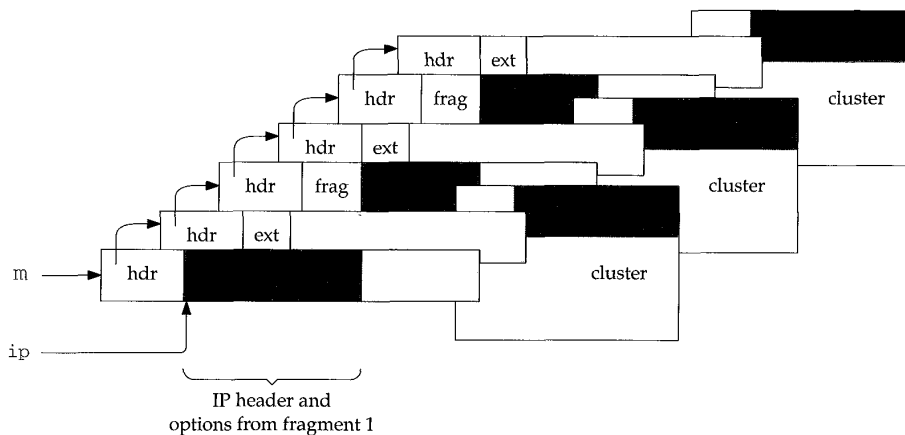 hdr ext
hdr frag cluster
hdr ext
hdr frag cluster
hdr ext
m hdr cluster
ip
IP header and
options from fragment 1